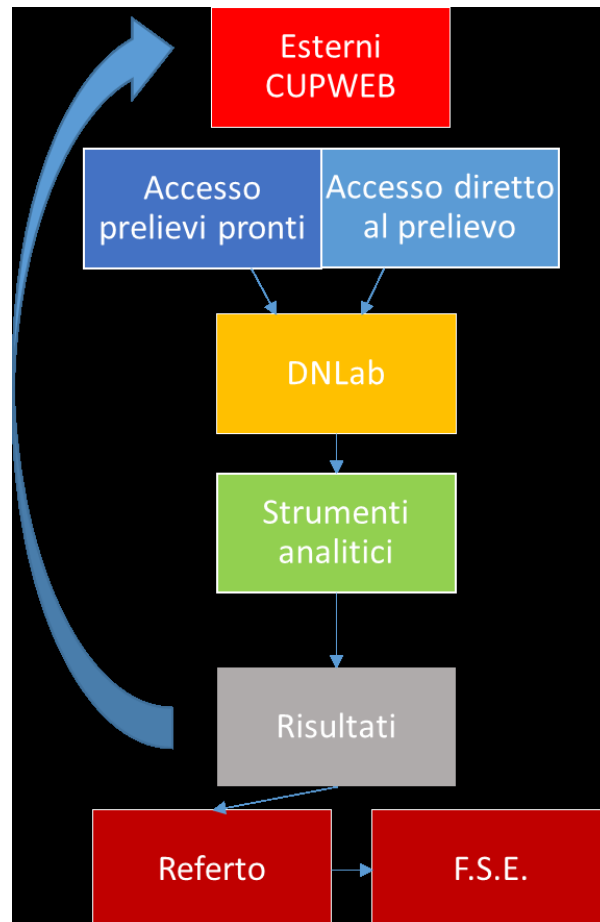 Esterni
CUPWEB
Accesso
prelievi pronti
Accesso diretto
al prelievo
DNLab
Strumenti
analitici
Risultati
Referto
F.S.E.